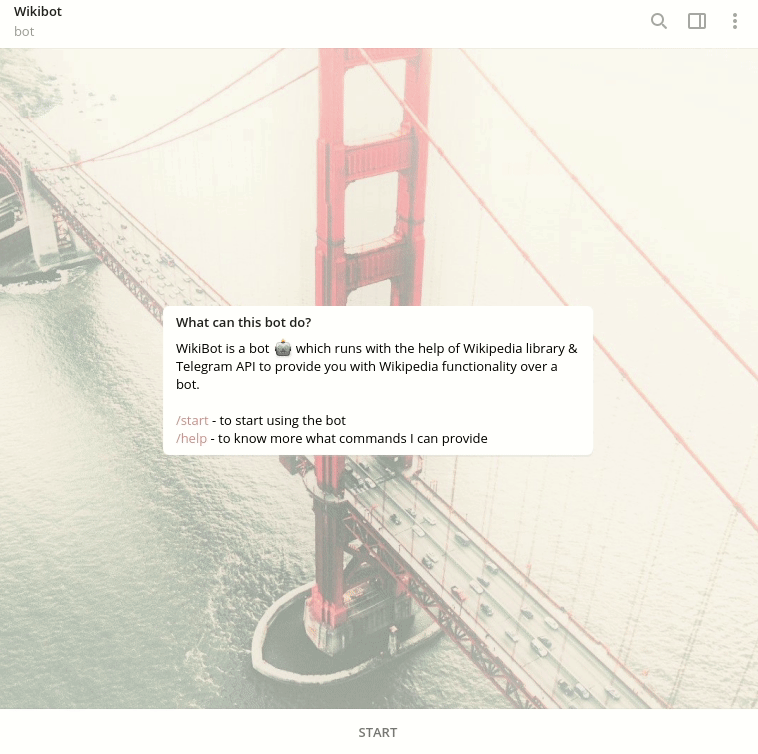 Wikibot
bot
What can this bot do?
WikiBot is a bot 🤖 which runs with the help of Wikipedia library &
Telegram API to provide you with Wikipedia functionality over a
bot.
/start - to start using the bot
/help - to know more what commands I can provide
START